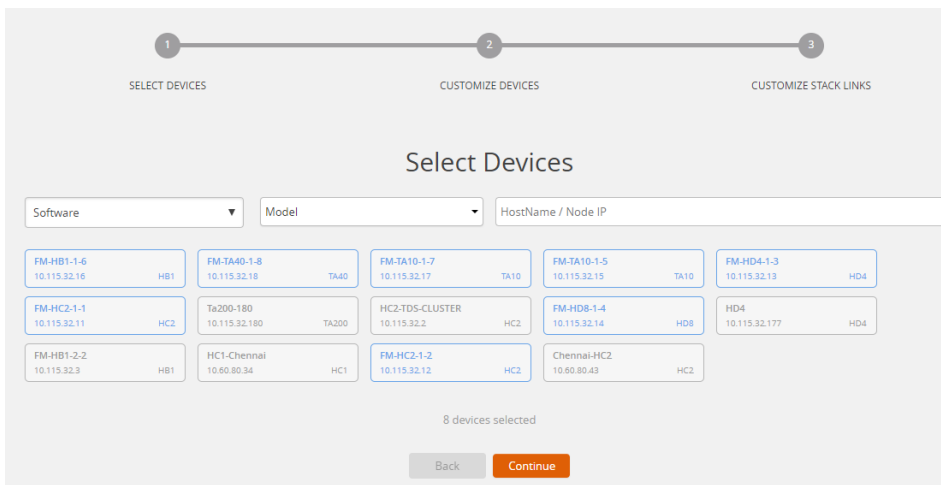 1 2 3
SELECT DEVICES CUSTOMIZE DEVICES CUSTOMIZE STACK LINKS
Select Devices
Software Model HostName / Node IP
FM-HB1-1-6
10.115.32.16 HB1
FM-TA40-1-8
10.115.32.18 TA40
FM-TA10-1-7
10.115.32.17 TA10
FM-TA10-1-5
10.115.32.15 TA10
FM-HD4-1-3
10.115.32.13 HD4
FM-HC2-1-1
10.115.32.11 HC2
Ta200-180
10.115.32.180 TA200
HC2-TDS-CLUSTER
10.115.32.2 HC2
FM-HD8-1-4
10.115.32.14 HD8
HD4
10.115.32.177 HD4
FM-HB1-2-2
10.115.32.3 HB1
HC1-Chennai
10.60.80.34 HC1
FM-HC2-1-2
10.115.32.12 HC2
Chennai-HC2
10.60.80.43 HC2
8 devices selected
Back Continue